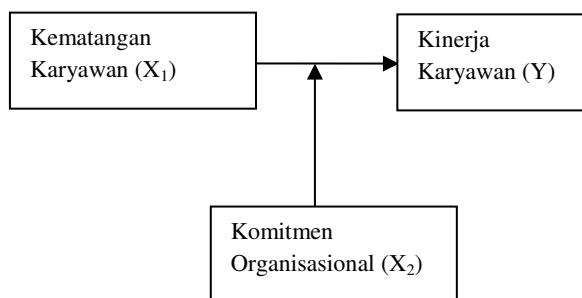 Kematangan
Karyawan (X₁)
Kinerja
Karyawan (Y)
Komitmen
Organisasional (X₂)